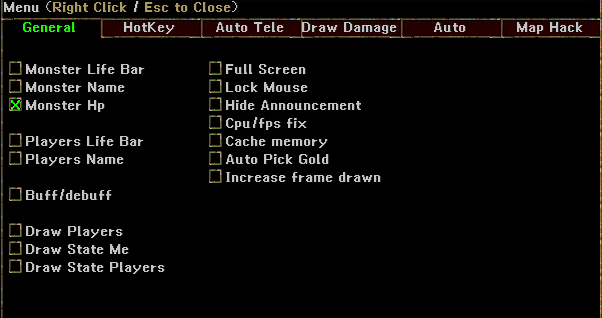 Menu (Right Click / Esc to Close)
General HotKey Auto Tele Draw Damage Auto Map Hack
Monster Life Bar
Monster Name
Monster Hp
Players Life Bar
Players Name
Buff/debuff
Draw Players
Draw State Me
Draw State Players
Full Screen
Lock Mouse
Hide Announcement
Cpu/fps fix
Cache memory
Auto Pick Gold
Increase frame drawn